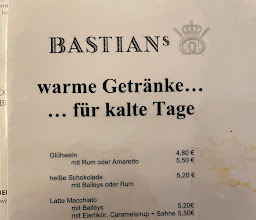 BASTIANS
warme Getränke...
... für kalte Tage
Glühwein 4,80 €
mit Rum oder Amaretto 5,50 €
heiße Schokolade 5,20 €
mit Baileys oder Rum
Latte Macchiato
mit Baileys 5,20€
mit Eierlikör, Caramelsirup + Sahne 5,50€